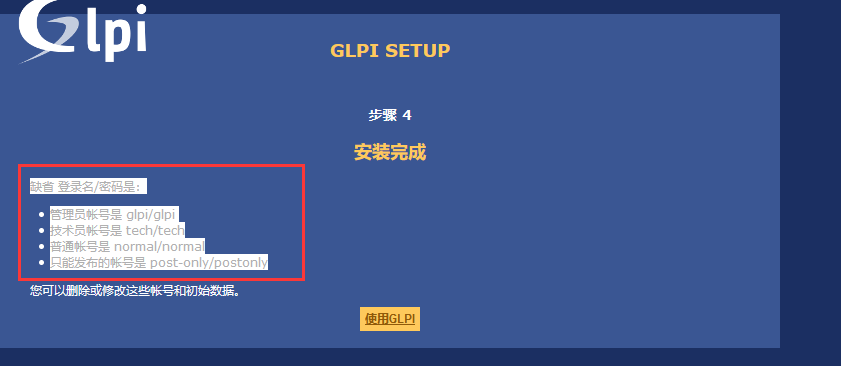 Glpi
GLPI SETUP
步骤 4
安装完成
缺省 登录名/密码是:
管理员帐号是 glpi/glpi
技术员帐号是 tech/tech
普通帐号是 normal/normal
只能发布的帐号是 post-only/postonly
您可以删除或修改这些帐号和初始数据。
使用GLPI